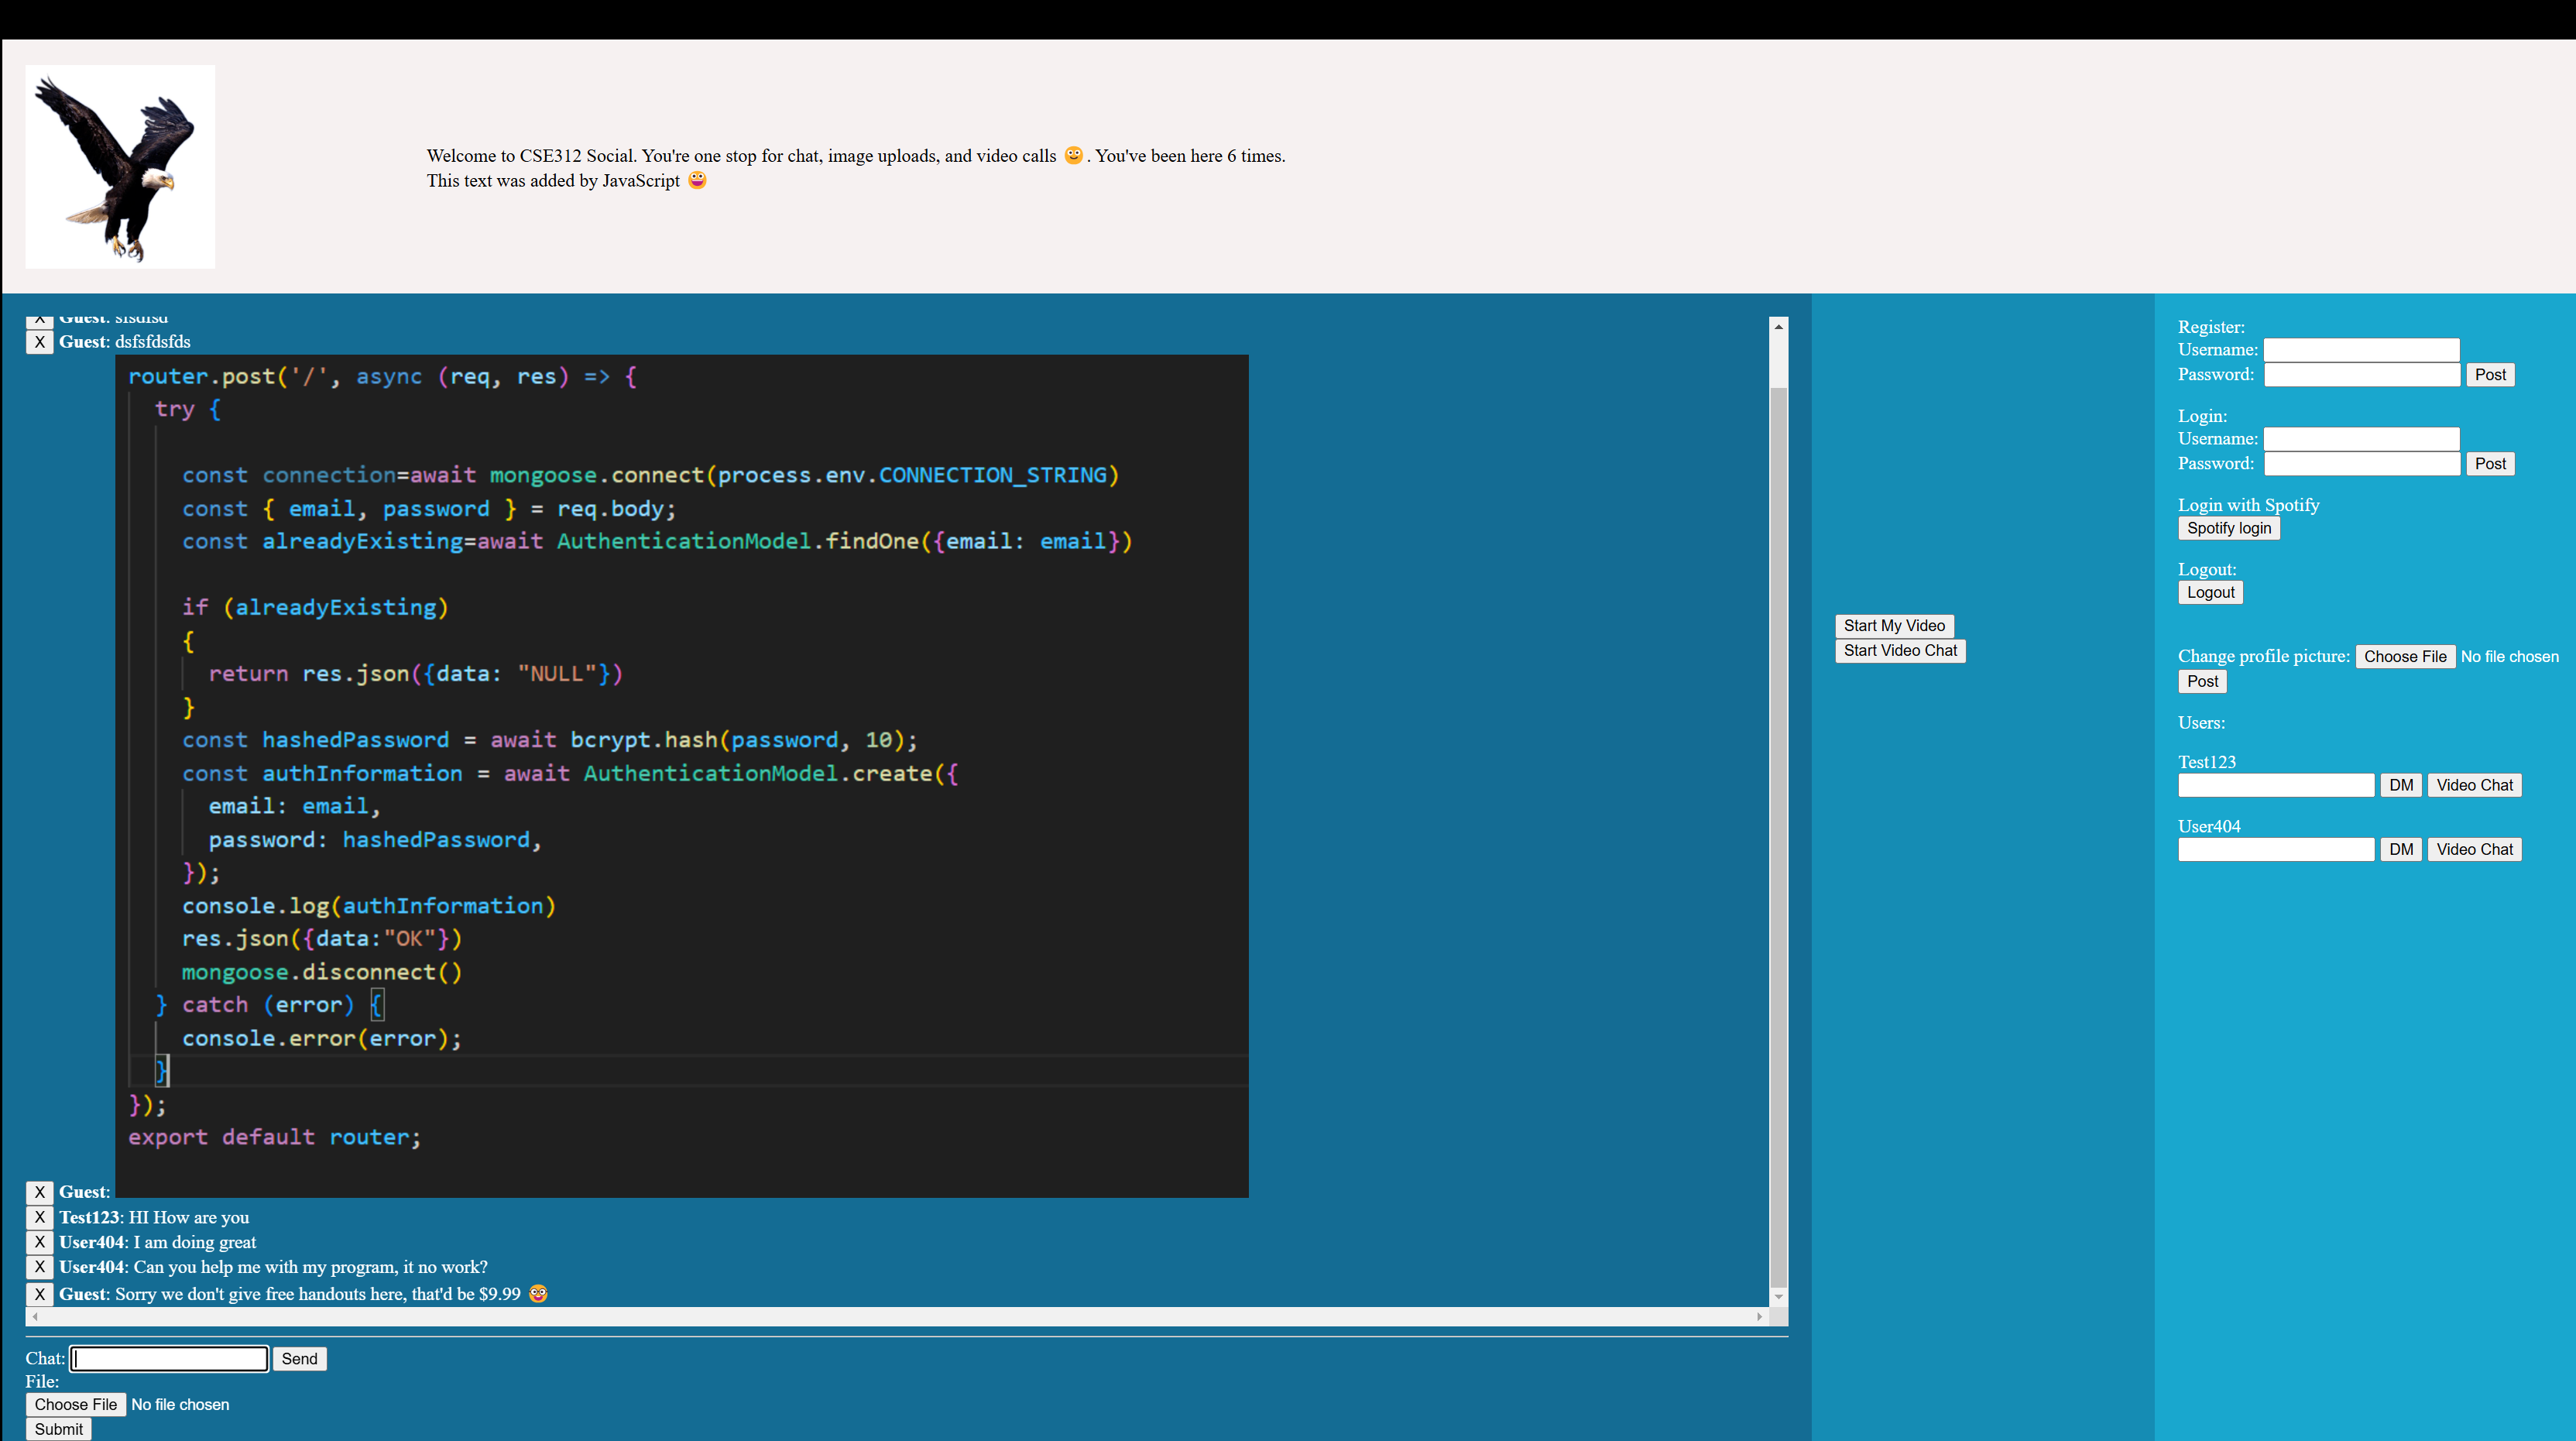 Welcome to CSE312 Social. You're one stop for chat, image uploads, and video calls 🙂. You've been here 6 times.
This text was added by JavaScript 😀
X Guest: sfsdfsd
X Guest: dsfsfdsfds
router.post('/', async (req, res) => {
try {
const connection=await mongoose.connect(process.env.CONNECTION_STRING)
const { email, password } = req.body;
const alreadyExisting=await AuthenticationModel.findOne({email: email})
if (alreadyExisting)
{
return res.json({data: "NULL"})
}
const hashedPassword = await bcrypt.hash(password, 10);
const authInformation = await AuthenticationModel.create({
email: email,
password: hashedPassword,
});
console.log(authInformation)
res.json({data:"OK"})
mongoose.disconnect()
} catch (error) {
console.error(error);
}
});
export default router;
X Guest:
X Test123: HI How are you
X User404: I am doing great
X User404: Can you help me with my program, it no work?
X Guest: Sorry we don't give free handouts here, that'd be $9.99 🤓
Chat: Send
File:
Choose File No file chosen
Submit
Start My Video
Start Video Chat
Register:
Username:
Password: Post
Login:
Username:
Password: Post
Login with Spotify
Spotify login
Logout:
Logout
Change profile picture: Choose File No file chosen
Post
Users:
Test123
DM Video Chat
User404
DM Video Chat